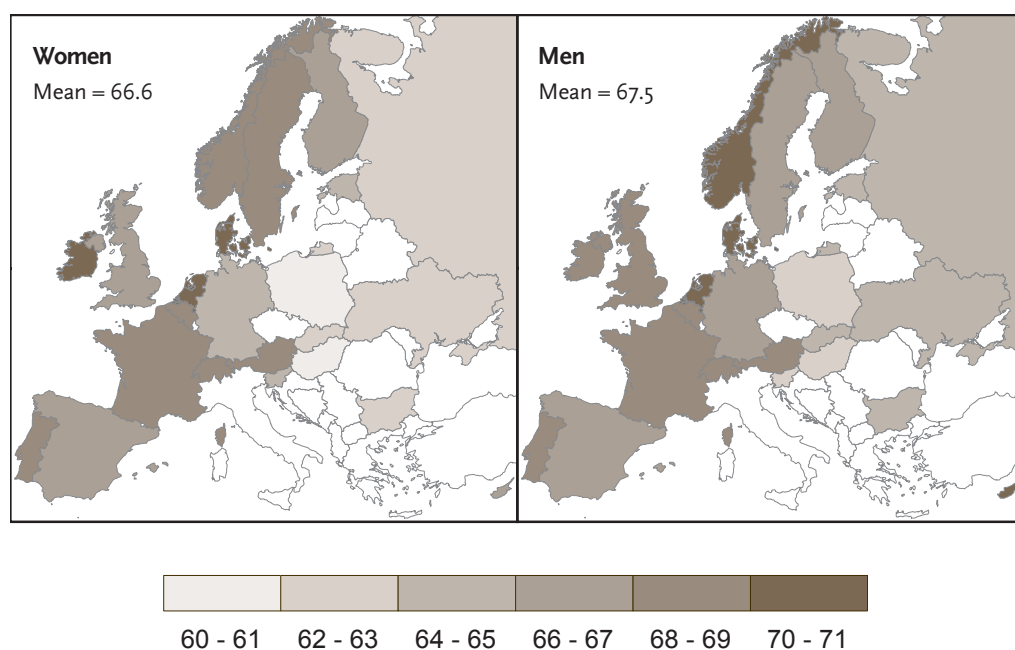 Women
Mean = 66.6
Men
Mean = 67.5
60 - 61
62 - 63
64 - 65
66 - 67
68 - 69
70 - 71